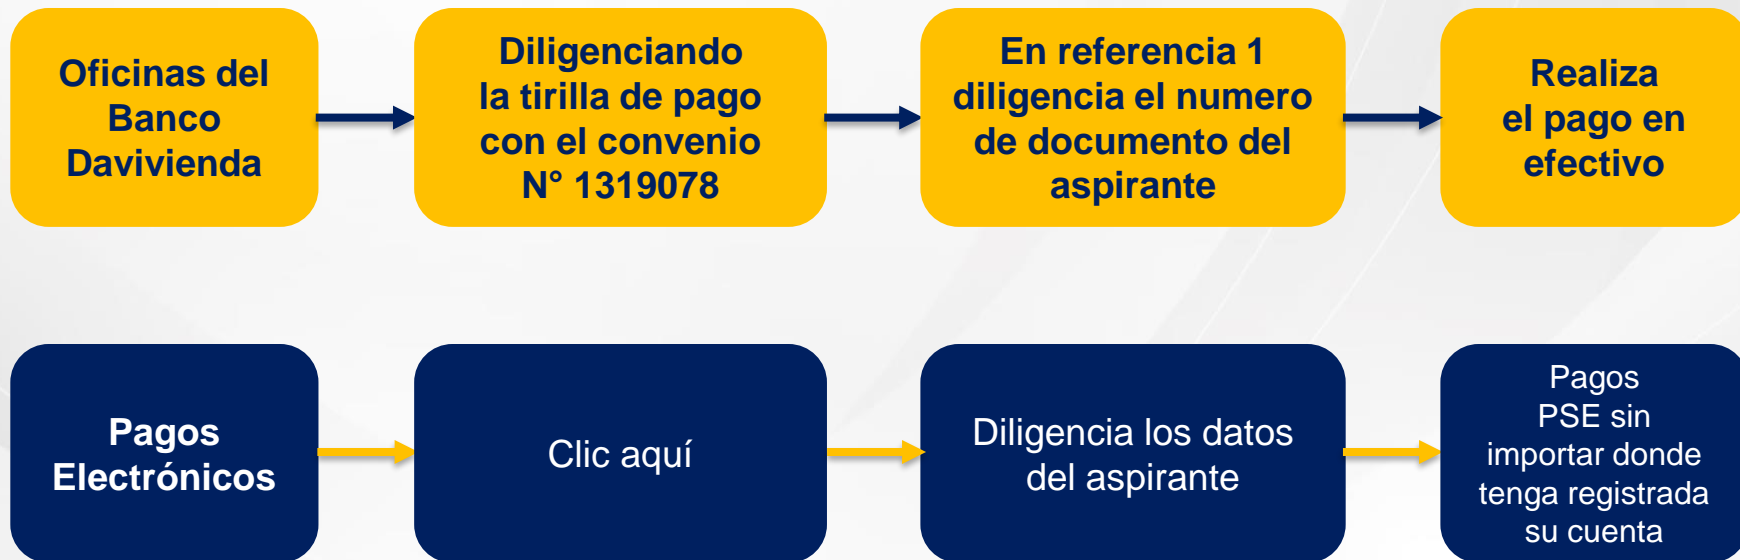 Oficinas del
Banco
Davivienda
Diligenciando
la tirilla de pago
con el convenio
N° 1319078
En referencia 1
diligencia el numero
de documento del
aspirante
Realiza
el pago en
efectivo
Pagos
Electrónicos
Clic aquí
Diligencia los datos
del aspirante
Pagos
PSE sin
importar donde
tenga registrada
su cuenta